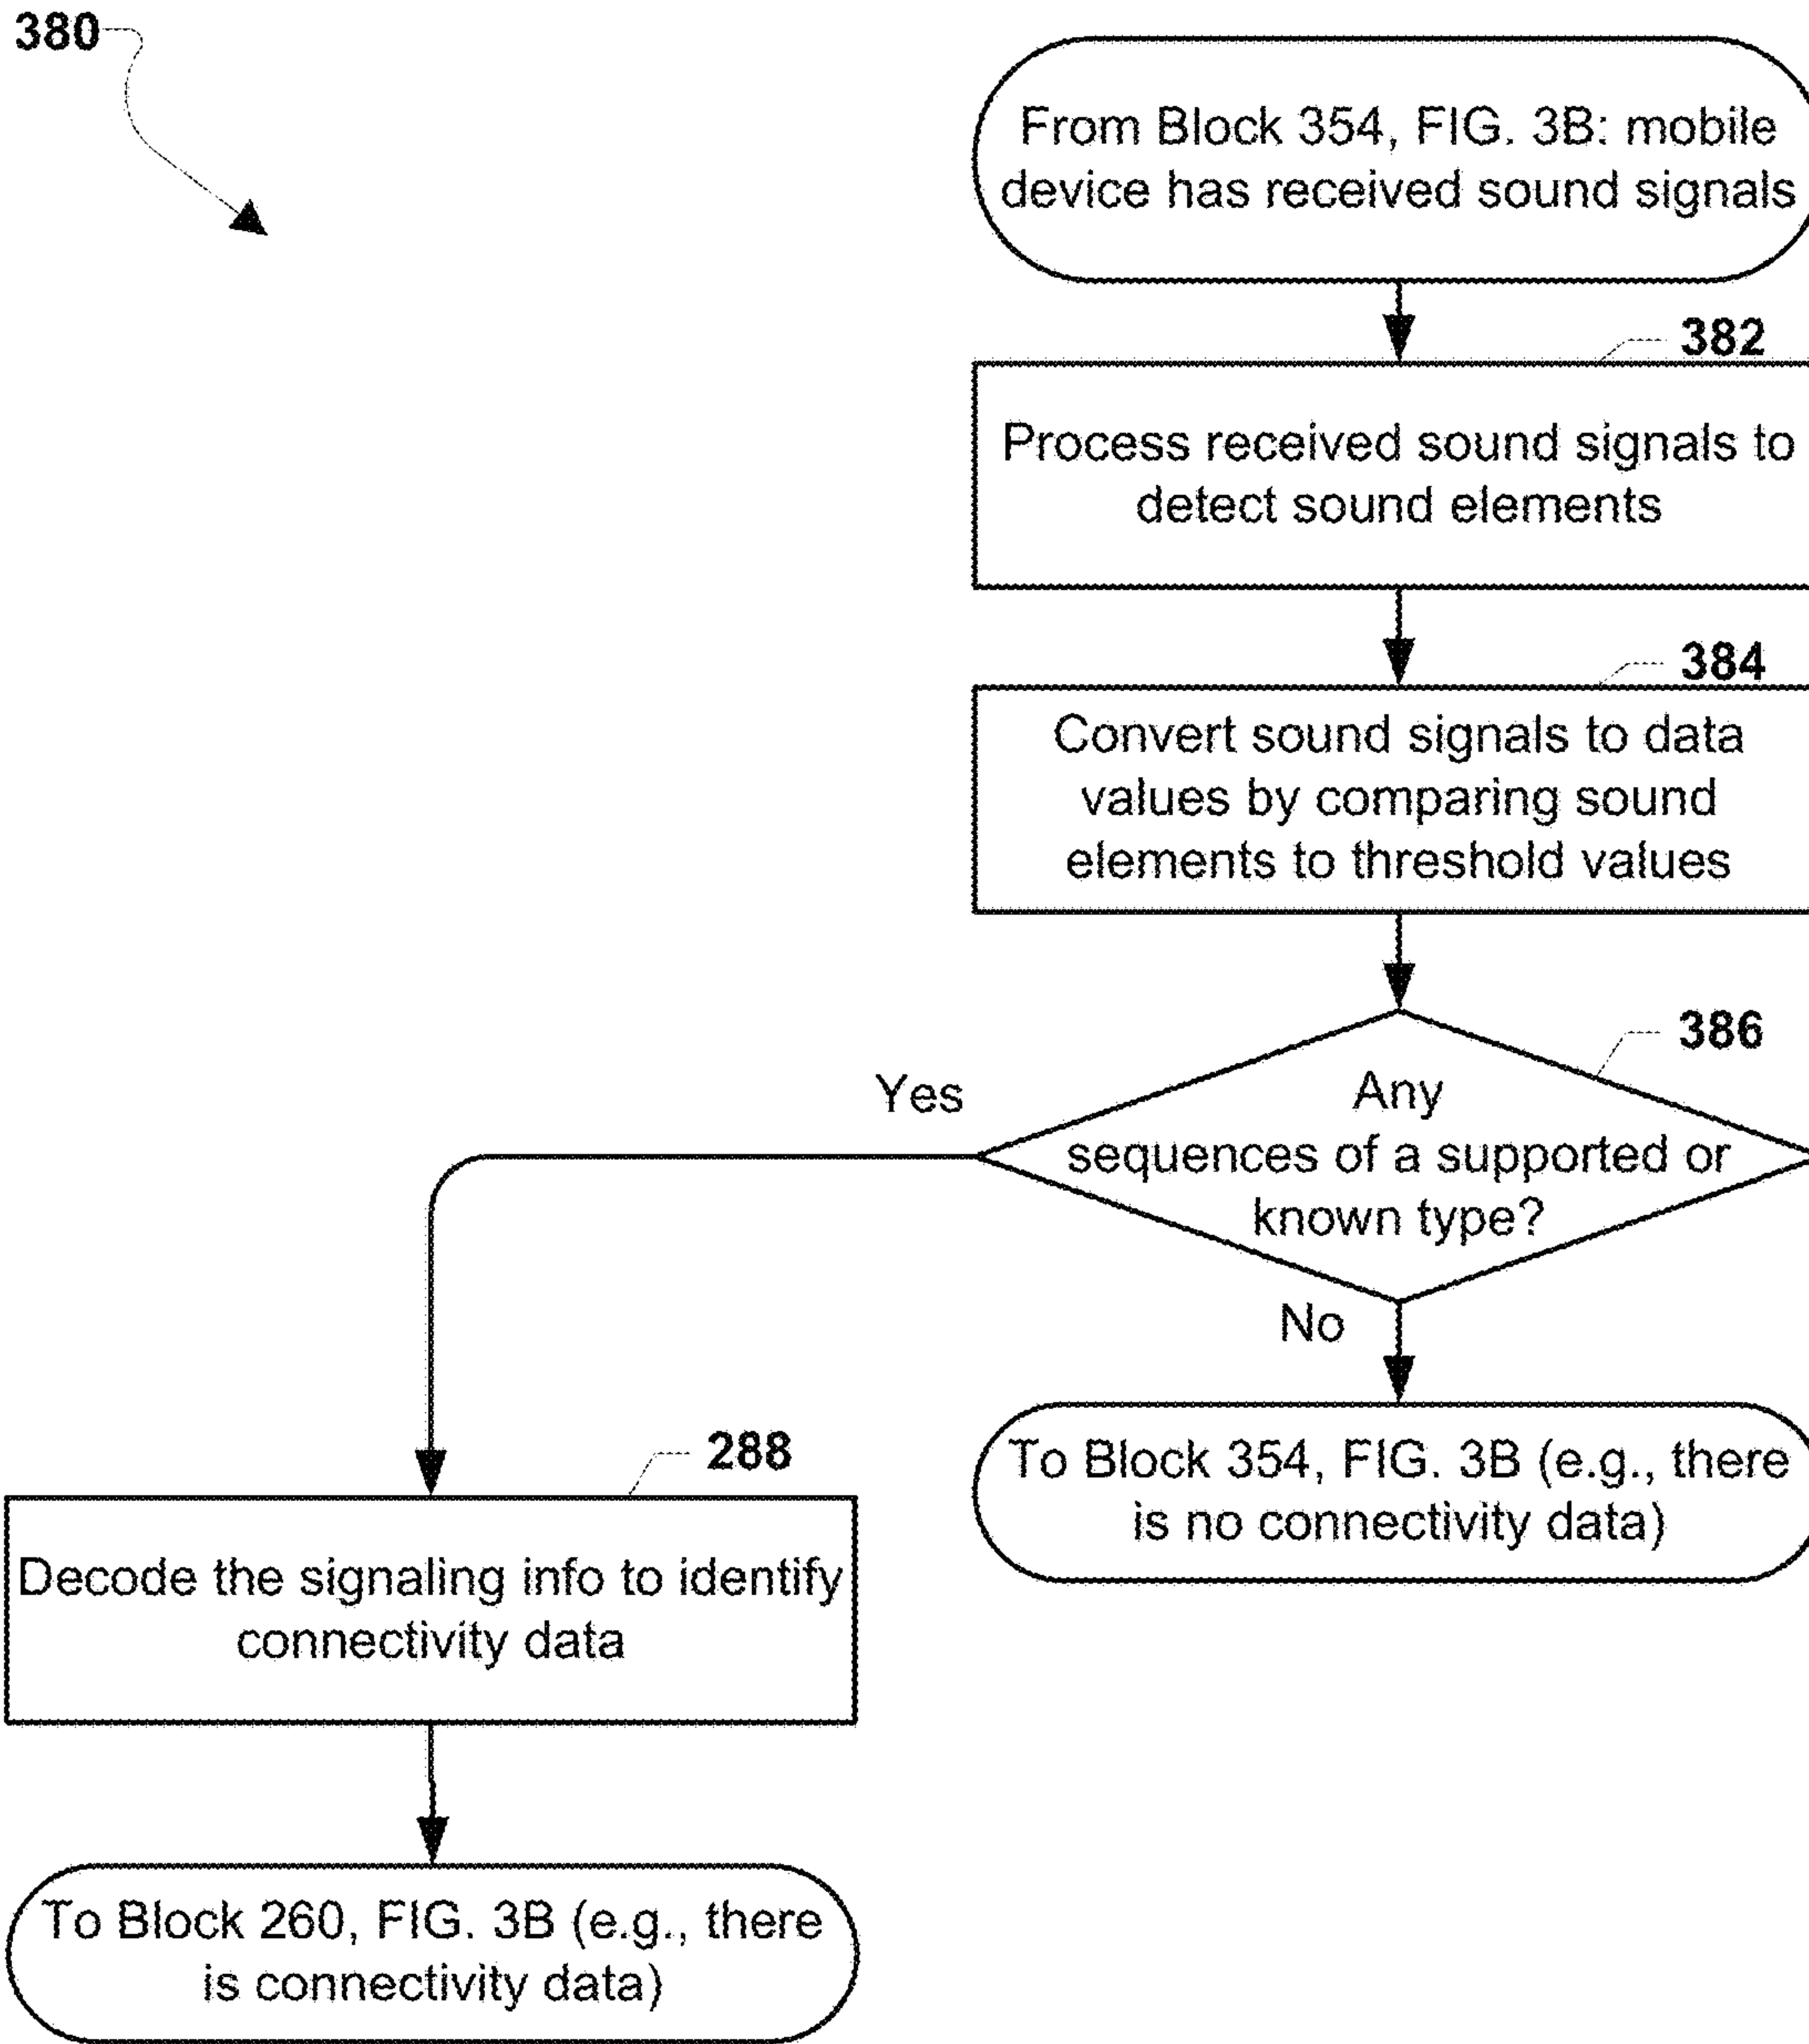 380
From Block 354, FIG. 3B: mobile
device has received sound signals
382
Process received sound signals to
detect sound elements
384
Convert sound signals to data
values by comparing sound
elements to threshold values
386
Yes
Any
sequences of a supported or
known type?
No
To Block 354, FIG. 3B (e.g., there
is no connectivity data)
288
Decode the signaling info to identify
connectivity data
To Block 260, FIG. 3B (e.g., there
is connectivity data)